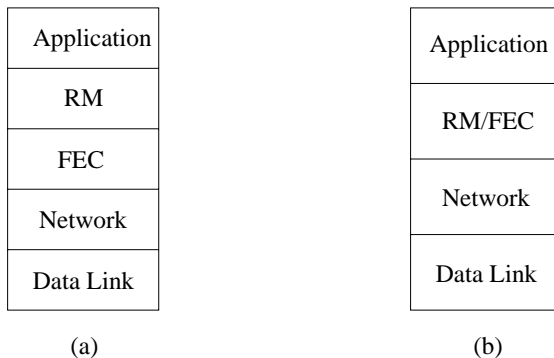 Application
RM
FEC
Network
Data Link
(a)
Application
RM/FEC
Network
Data Link
(b)